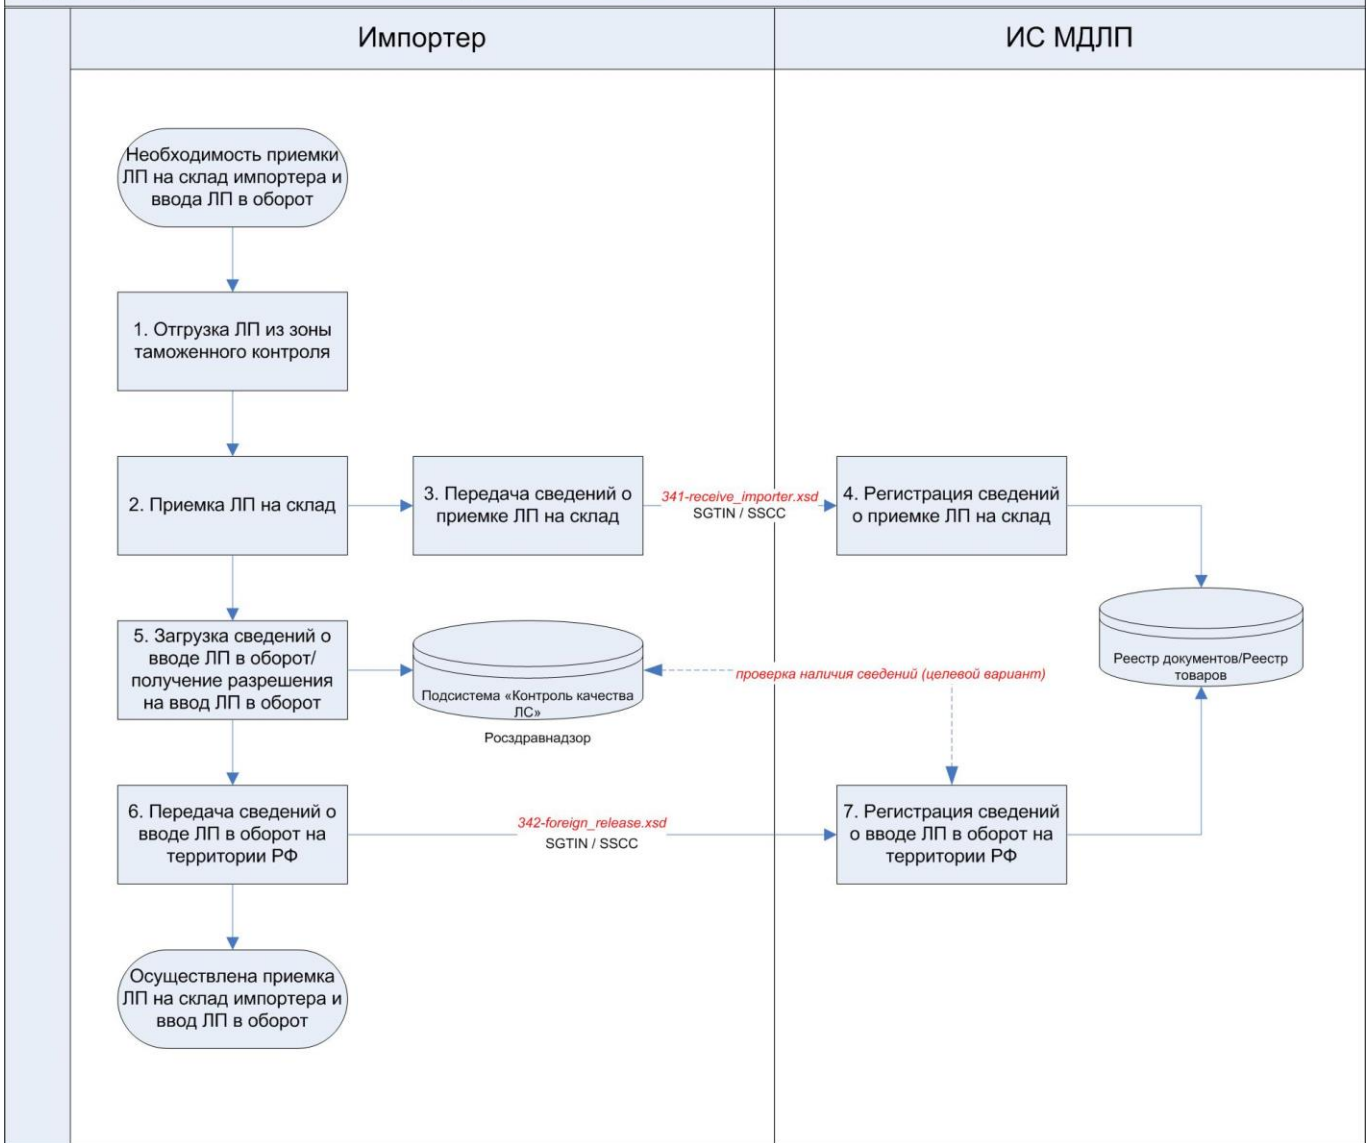 Импортер
ИС МДЛП
Необходимость приемки
ЛП на склад импортера и
ввода ЛП в оборот
1. Отгрузка ЛП из зоны
таможенного контроля
2. Приемка ЛП на склад
3. Передача сведений о
приемке ЛП на склад
341-receive_importer.xsd
SGTIN / SSCC
4. Регистрация сведений
о приемке ЛП на склад
Реестр документов/Реестр
товаров
5. Загрузка сведений о
вводе ЛП в оборот/
получение разрешения
на ввод ЛП в оборот
Подсистема «Контроль качества
ЛС»
Росздравнадзор
проверка наличия сведений (целевой вариант)
6. Передача сведений о
вводе ЛП в оборот на
территории РФ
342-foreign_release.xsd
SGTIN / SSCC
7. Регистрация сведений
о вводе ЛП в оборот на
территории РФ
Осуществлена приемка
ЛП на склад импортера и
ввод ЛП в оборот